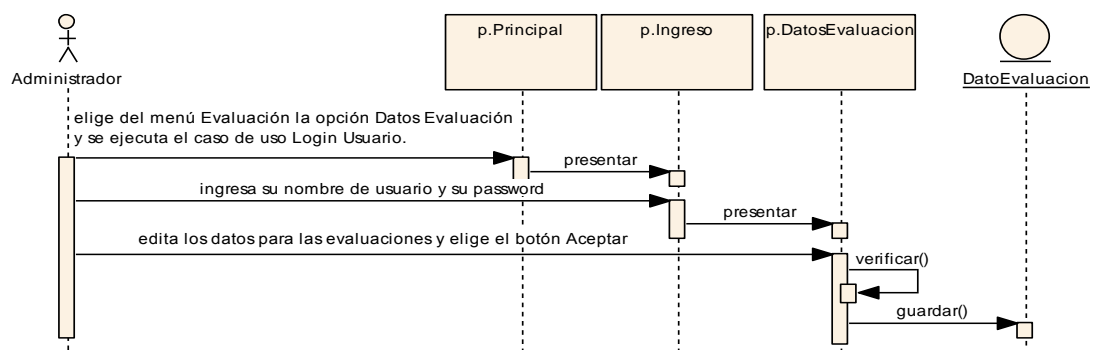 p.Principal
p.Ingreso
p.DatosEvaluacion
Administrador
DatoEvaluacion
elige del menú Evaluación la opción Datos Evaluación
y se ejecuta el caso de uso Login Usuario.
presentar
ingresa su nombre de usuario y su password
presentar
edita los datos para las evaluaciones y elige el botón Aceptar
verificar()
guardar()